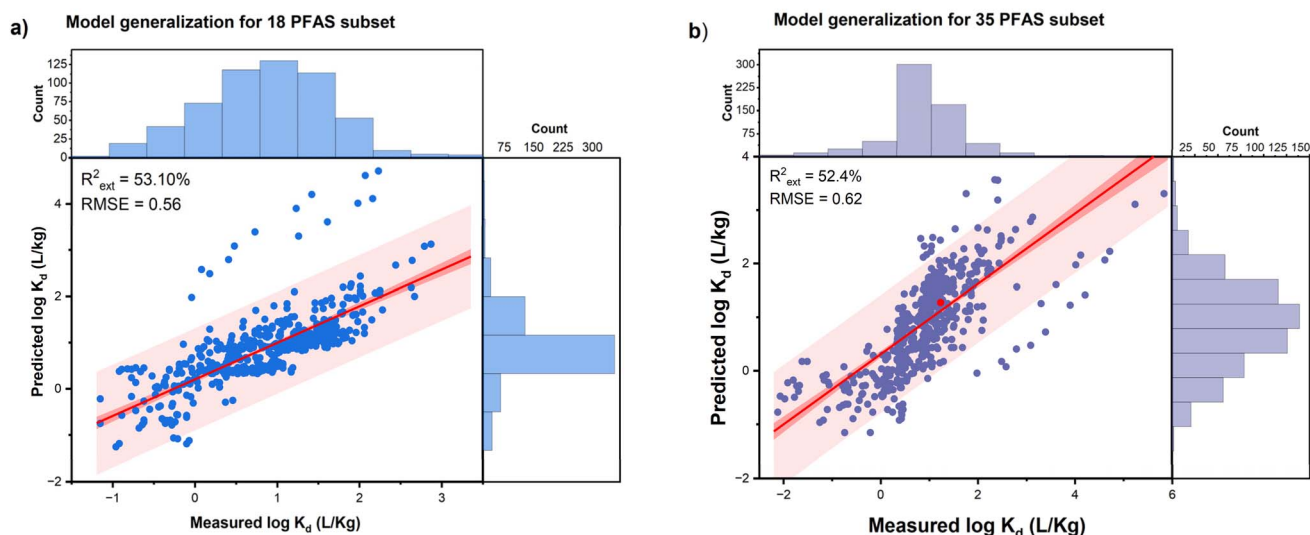 a)
Model generalization for 18 PFAS subset
Count
125
100
75
50
25
0
Count
75 150 225 300
R²ext = 53.10%
RMSE = 0.56
Predicted log Kd (L/kg)
4
2
0
−2
−1 0 1 2 3
Measured log Kd (L/Kg)
b)
Model generalization for 35 PFAS subset
Count
300
225
150
75
Count
25 50 75 100 125 150
R²ext = 52.4%
RMSE = 0.62
Predicted log Kd (L/kg)
4
2
0
−2
−2 0 2 4 6
Measured log Kd (L/Kg)